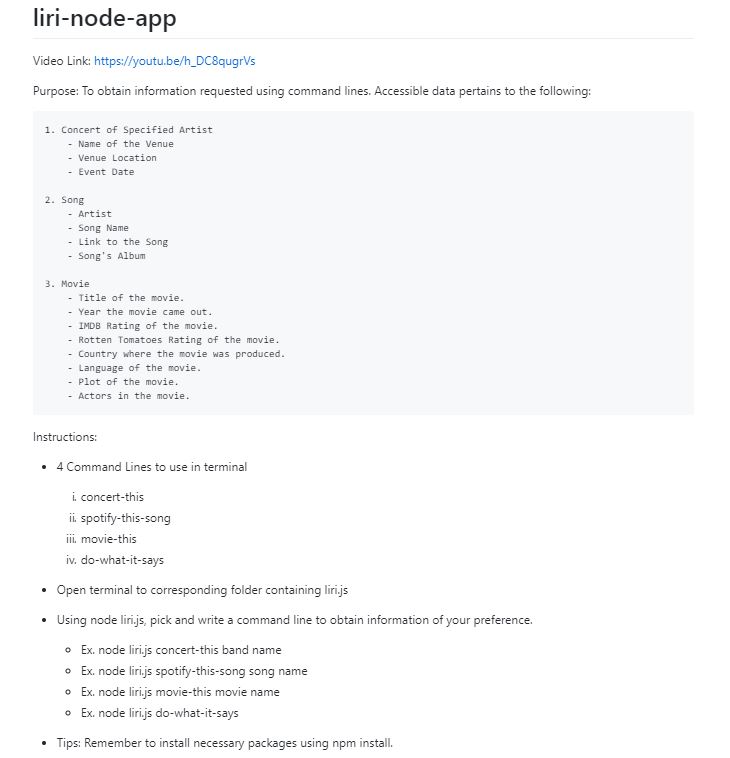 liri-node-app
Video Link: https://youtu.be/h_DC8qugrVs
Purpose: To obtain information requested using command lines. Accessible data pertains to the following:
1. Concert of Specified Artist
- Name of the Venue
- Venue Location
- Event Date
2. Song
- Artist
- Song Name
- Link to the Song
- Song's Album
3. Movie
- Title of the movie.
- Year the movie came out.
- IMDB Rating of the movie.
- Rotten Tomatoes Rating of the movie.
- Country where the movie was produced.
- Language of the movie.
- Plot of the movie.
- Actors in the movie.
Instructions:
• 4 Command Lines to use in terminal
i. concert-this
ii. spotify-this-song
iii. movie-this
iv. do-what-it-says
• Open terminal to corresponding folder containing liri.js
• Using node liri.js, pick and write a command line to obtain information of your preference.
◦ Ex. node liri.js concert-this band name
◦ Ex. node liri.js spotify-this-song song name
◦ Ex. node liri.js movie-this movie name
◦ Ex. node liri.js do-what-it-says
• Tips: Remember to install necessary packages using npm install.